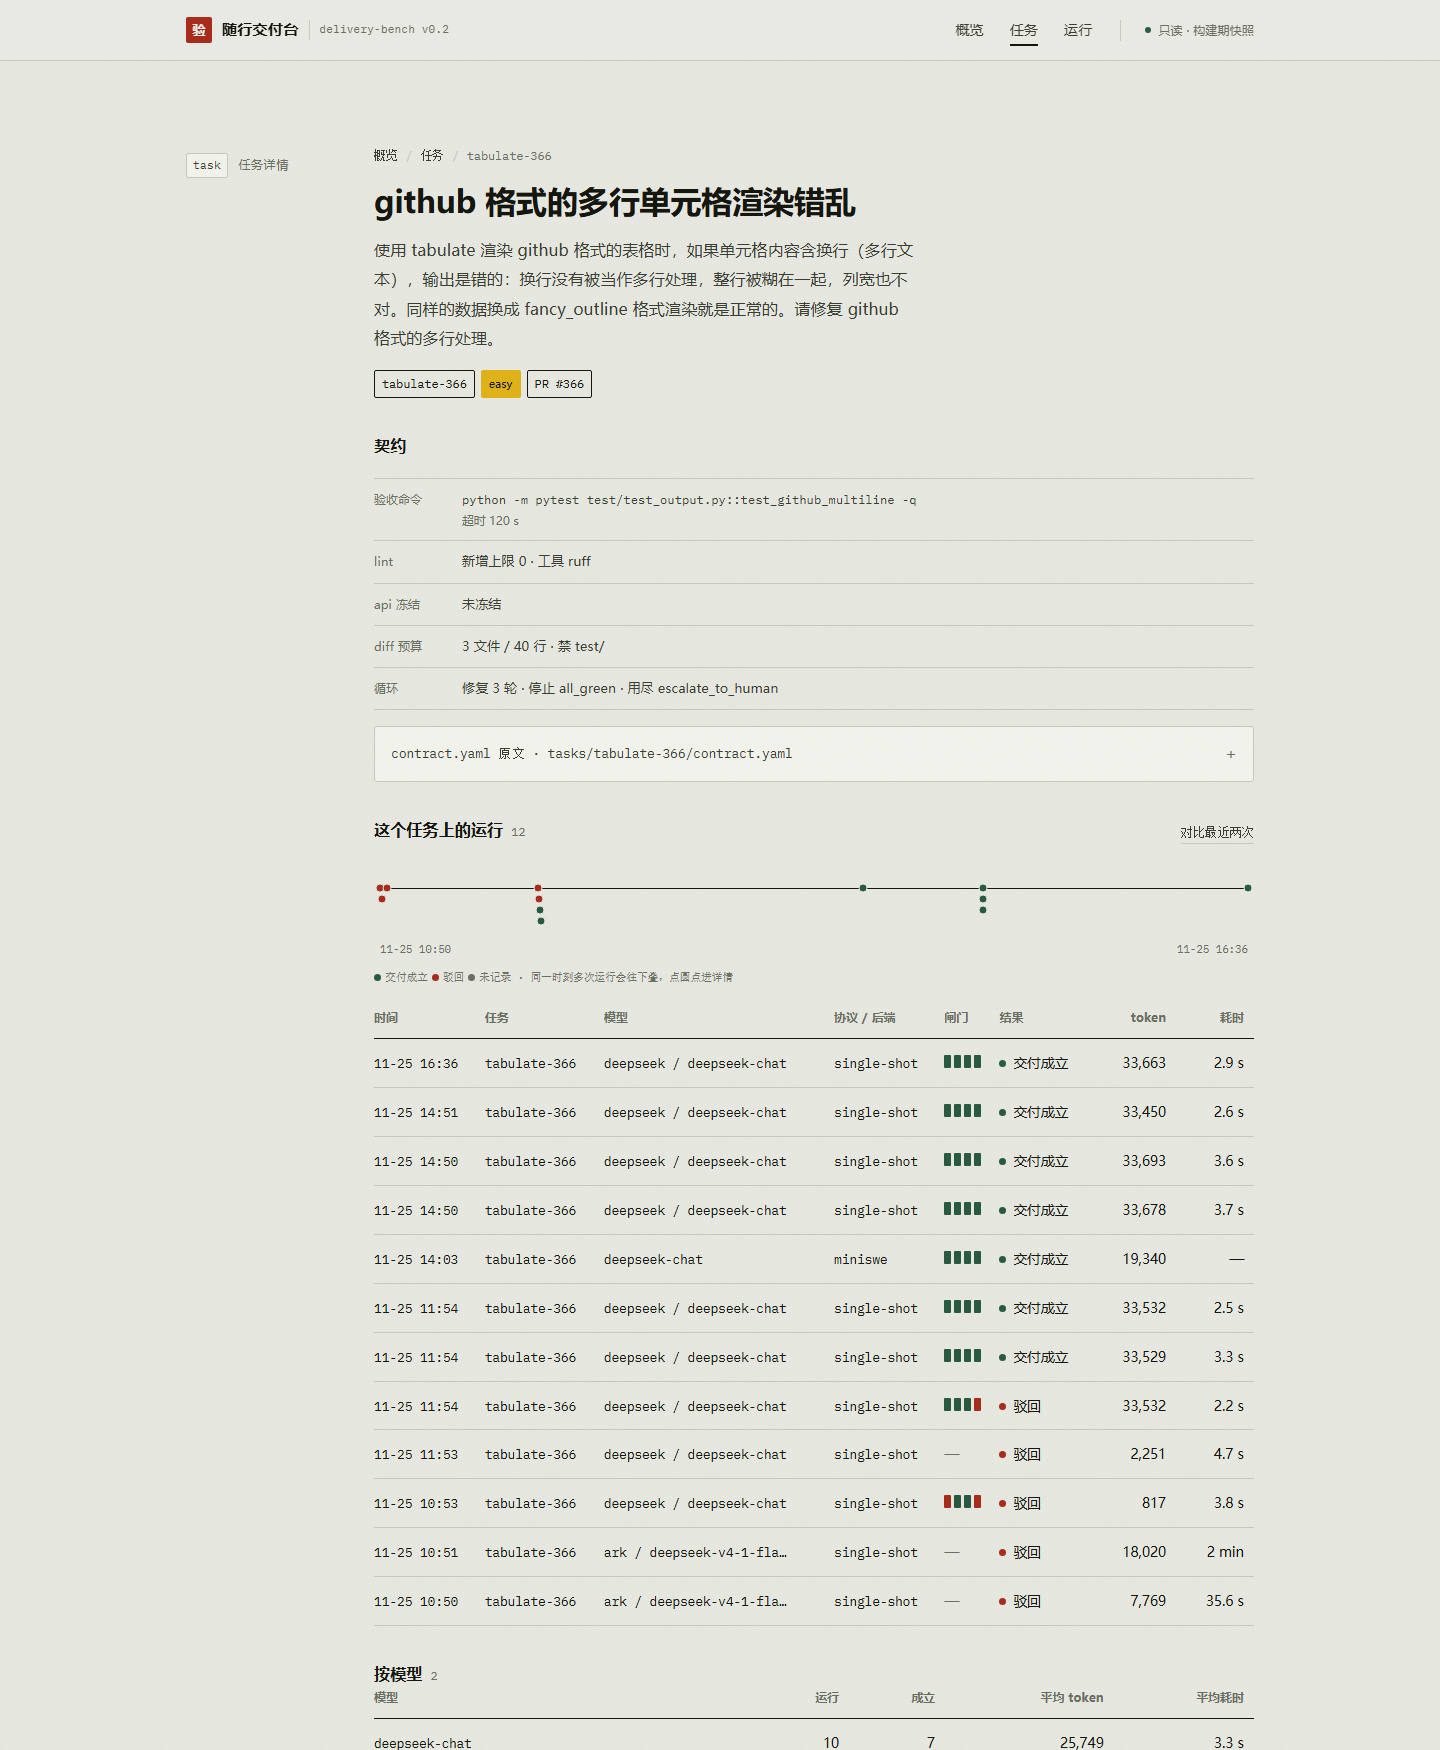 验 随行交付台 delivery-bench v0.2 概览 任务 运行 只读 · 构建期快照
task 任务详情
概览 / 任务 / tabulate-366
github 格式的多行单元格渲染错乱
使用 tabulate 渲染 github 格式的表格时，如果单元格内容含换行（多行文
本），输出是错的：换行没有被当作多行处理，整行被糊在一起，列宽也不
对。同样的数据换成 fancy_outline 格式渲染就是正常的。请修复 github
格式的多行处理。
tabulate-366 easy PR #366
契约
验收命令 python -m pytest test/test_output.py::test_github_multiline -q
超时 120 s
lint 新增上限 0 · 工具 ruff
api 冻结 未冻结
diff 预算 3 文件 / 40 行 · 禁 test/
循环 修复 3 轮 · 停止 all_green · 用尽 escalate_to_human
contract.yaml 原文 · tasks/tabulate-366/contract.yaml +
这个任务上的运行 12 对比最近两次
11-25 10:50 11-25 16:36
交付成立 驳回 未记录 · 同一时刻多次运行会往下叠，点圆点进详情
时间 任务 模型 协议 / 后端 闸门 结果 token 耗时
11-25 16:36 tabulate-366 deepseek / deepseek-chat single-shot 交付成立 33,663 2.9 s
11-25 14:51 tabulate-366 deepseek / deepseek-chat single-shot 交付成立 33,450 2.6 s
11-25 14:50 tabulate-366 deepseek / deepseek-chat single-shot 交付成立 33,693 3.6 s
11-25 14:50 tabulate-366 deepseek / deepseek-chat single-shot 交付成立 33,678 3.7 s
11-25 14:03 tabulate-366 deepseek-chat miniswe 交付成立 19,340 —
11-25 11:54 tabulate-366 deepseek / deepseek-chat single-shot 交付成立 33,532 2.5 s
11-25 11:54 tabulate-366 deepseek / deepseek-chat single-shot 交付成立 33,529 3.3 s
11-25 11:54 tabulate-366 deepseek / deepseek-chat single-shot 驳回 33,532 2.2 s
11-25 11:53 tabulate-366 deepseek / deepseek-chat single-shot — 驳回 2,251 4.7 s
11-25 10:53 tabulate-366 deepseek / deepseek-chat single-shot 驳回 817 3.8 s
11-25 10:51 tabulate-366 ark / deepseek-v4-1-fla… single-shot — 驳回 18,020 2 min
11-25 10:50 tabulate-366 ark / deepseek-v4-1-fla… single-shot — 驳回 7,769 35.6 s
按模型 2
模型 运行 成立 平均 token 平均耗时
deepseek-chat 10 7 25,749 3.3 s